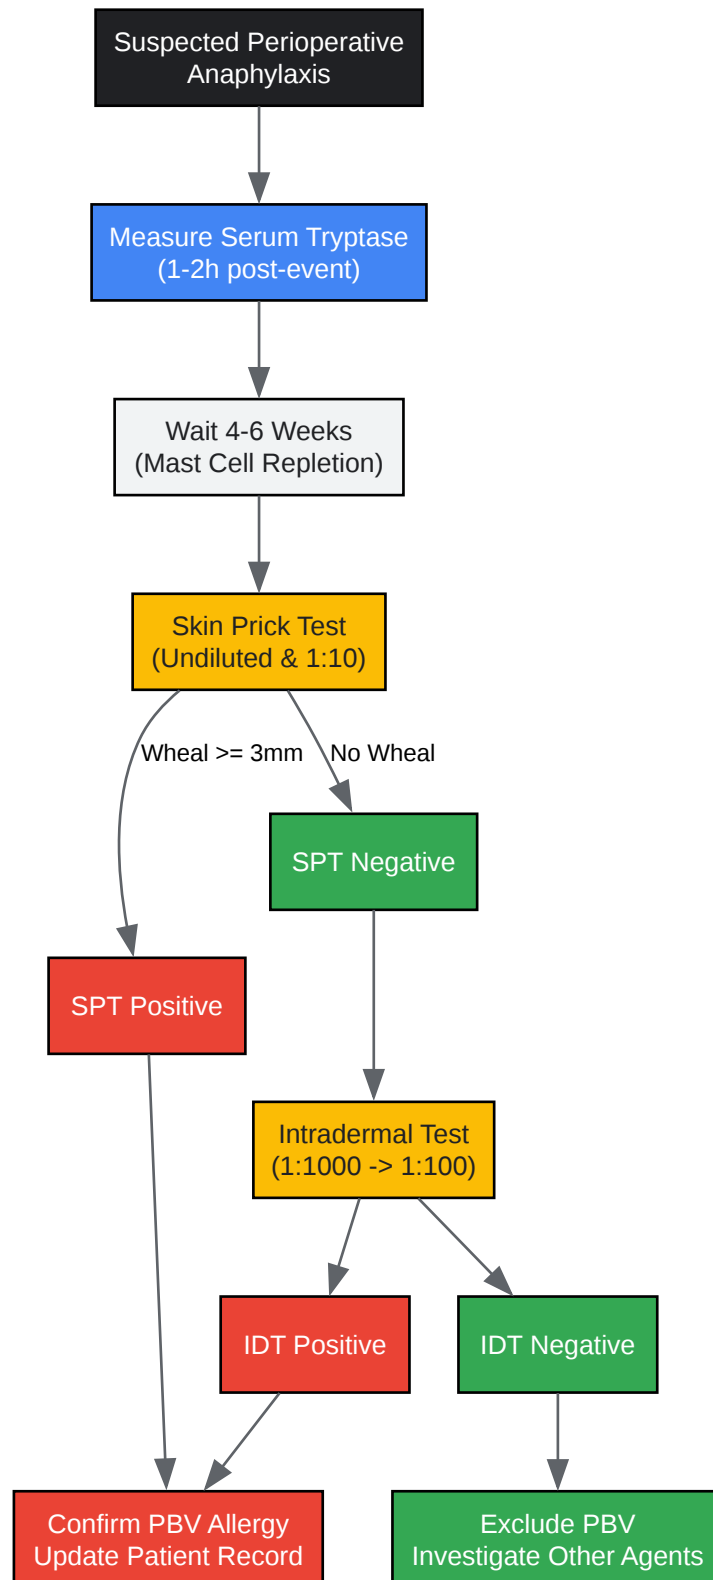 Suspected Perioperative
Anaphylaxis
Measure Serum Tryptase
(1-2h post-event)
Wait 4-6 Weeks
(Mast Cell Repletion)
Skin Prick Test
(Undiluted & 1:10)
Wheal >= 3mm
No Wheal
SPT Negative
SPT Positive
Intradermal Test
(1:1000 -> 1:100)
IDT Positive
IDT Negative
Confirm PBV Allergy
Update Patient Record
Exclude PBV
Investigate Other Agents